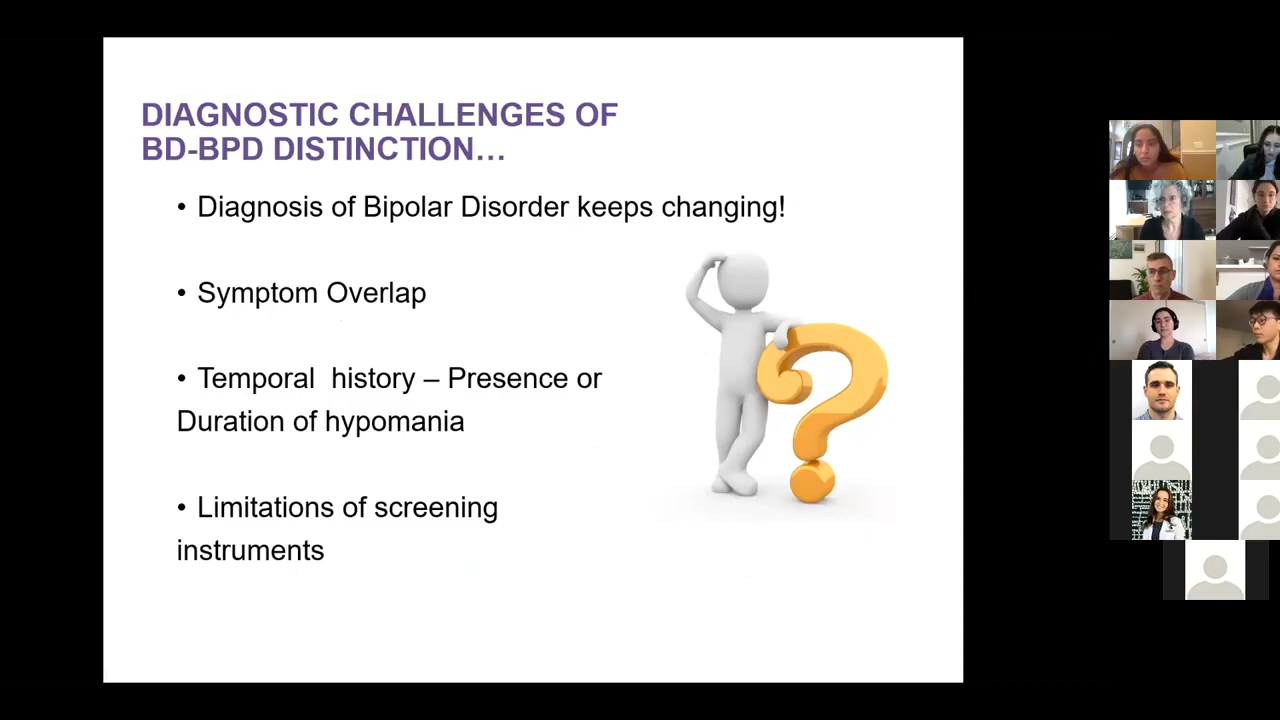 DIAGNOSTIC CHALLENGES OF
BD-BPD DISTINCTION…
• Diagnosis of Bipolar Disorder keeps changing!
• Symptom Overlap
• Temporal  history – Presence or
Duration of hypomania
• Limitations of screening
instruments